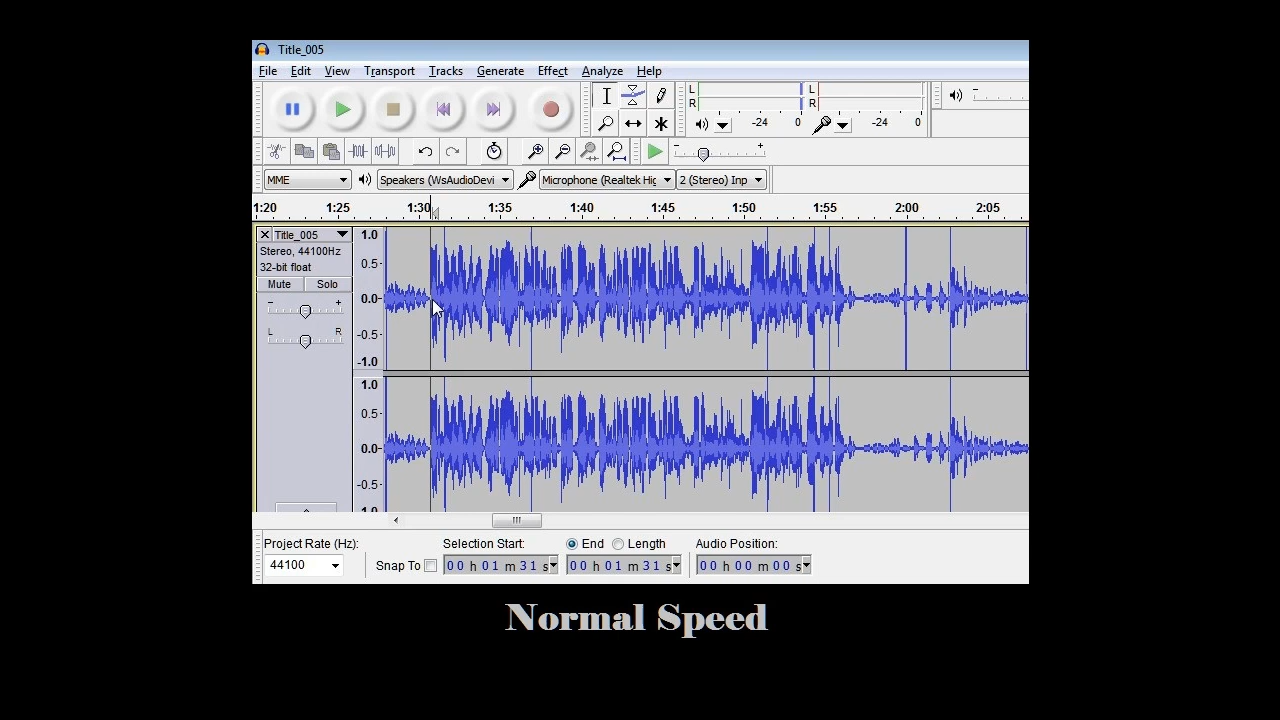 Title_005
File Edit View Transport Tracks Generate Effect Analyze Help
L L
R R
-24 0 -24 0
- +
MME Speakers (WsAudioDevi Microphone (Realtek Hig 2 (Stereo) Inp
1:20 1:25 1:30 1:35 1:40 1:45 1:50 1:55 2:00 2:05
Title_005
Stereo, 44100Hz
32-bit float
Mute Solo
- +
L R
1.0
0.5-
0.0-
-0.5-
-1.0
1.0
0.5-
0.0-
-0.5-
-1.0
Project Rate (Hz): Selection Start: End Length Audio Position:
44100 Snap To 00 h 01 m 31 s 00 h 01 m 31 s 00 h 00 m 00 s
Normal Speed